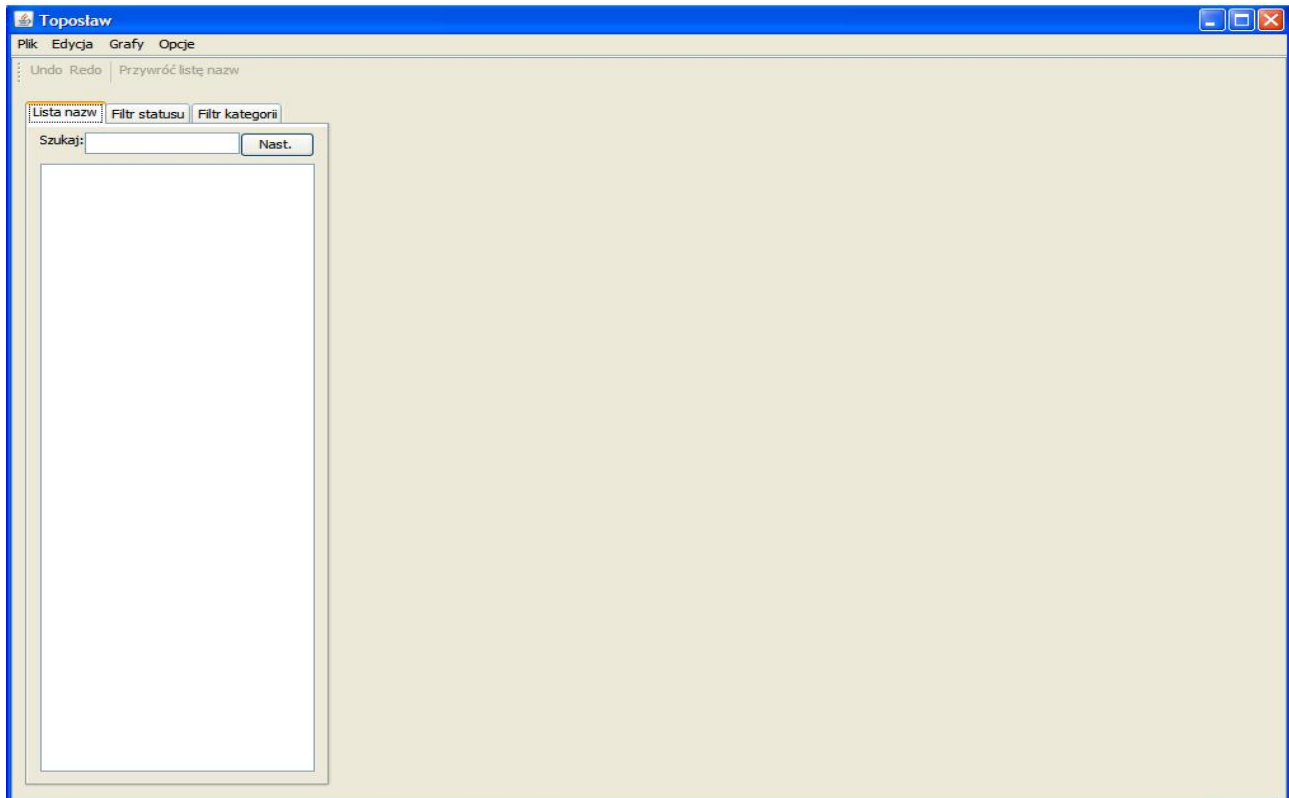 Toposław
Plik Edycja Grafy Opcje
Undo Redo Przywróć listę nazw
Lista nazw Filtr statusu Filtr kategorii
Szukaj: Nast.